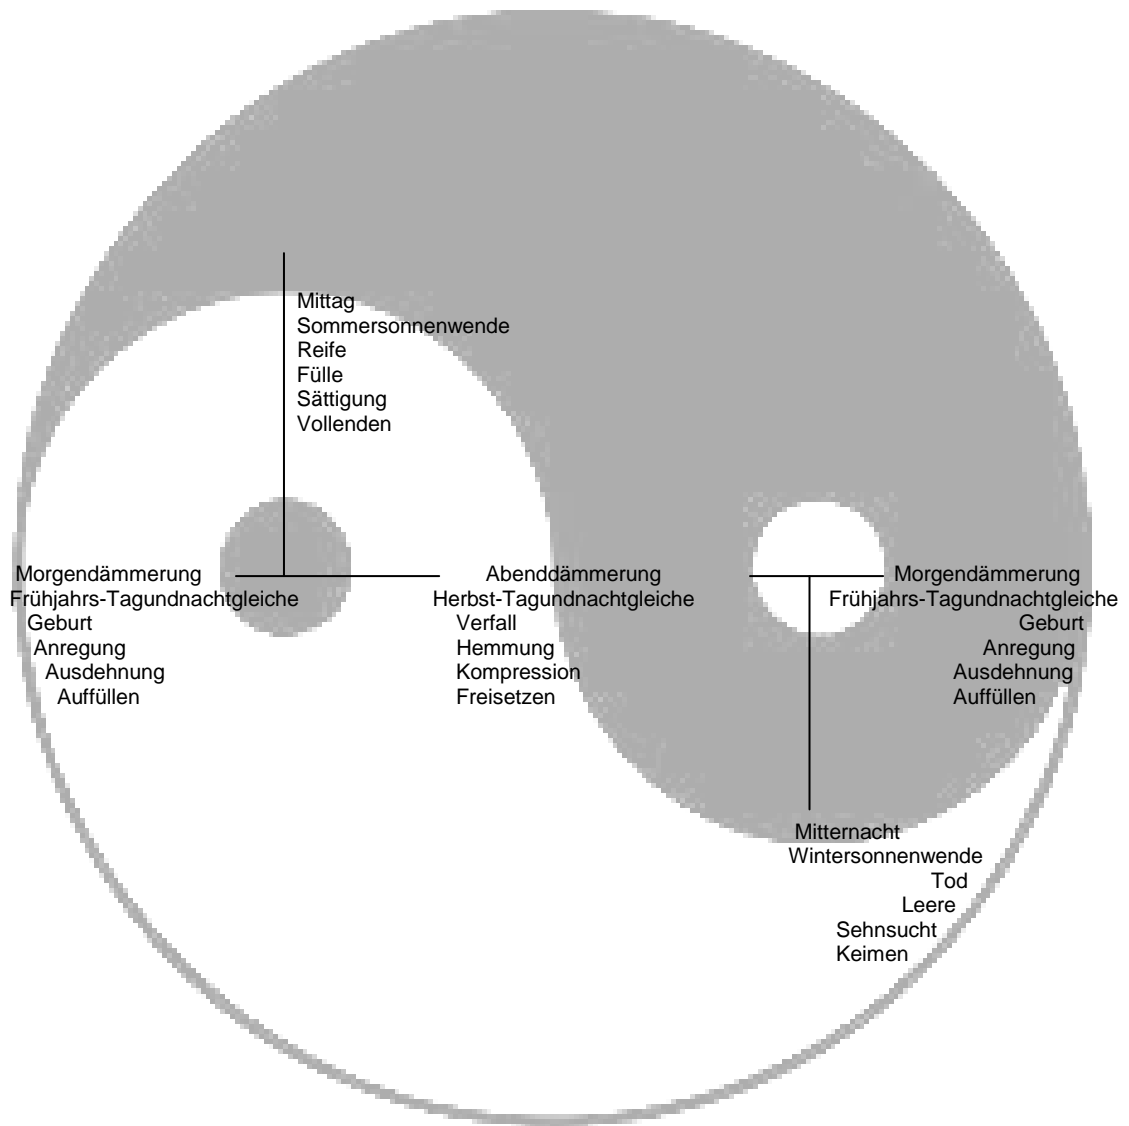 Mittag
Sommersonnenwende
Reife
Fülle
Sättigung
Vollenden
Morgendämmerung
Frühjahrs-Tagundnachtgleiche
Geburt
Anregung
Ausdehnung
Auffüllen
Abenddämmerung
Herbst-Tagundnachtgleiche
Verfall
Hemmung
Kompression
Freisetzen
Morgendämmerung
Frühjahrs-Tagundnachtgleiche
Geburt
Anregung
Ausdehnung
Auffüllen
Mitternacht
Wintersonnenwende
Tod
Leere
Sehnsucht
Keimen